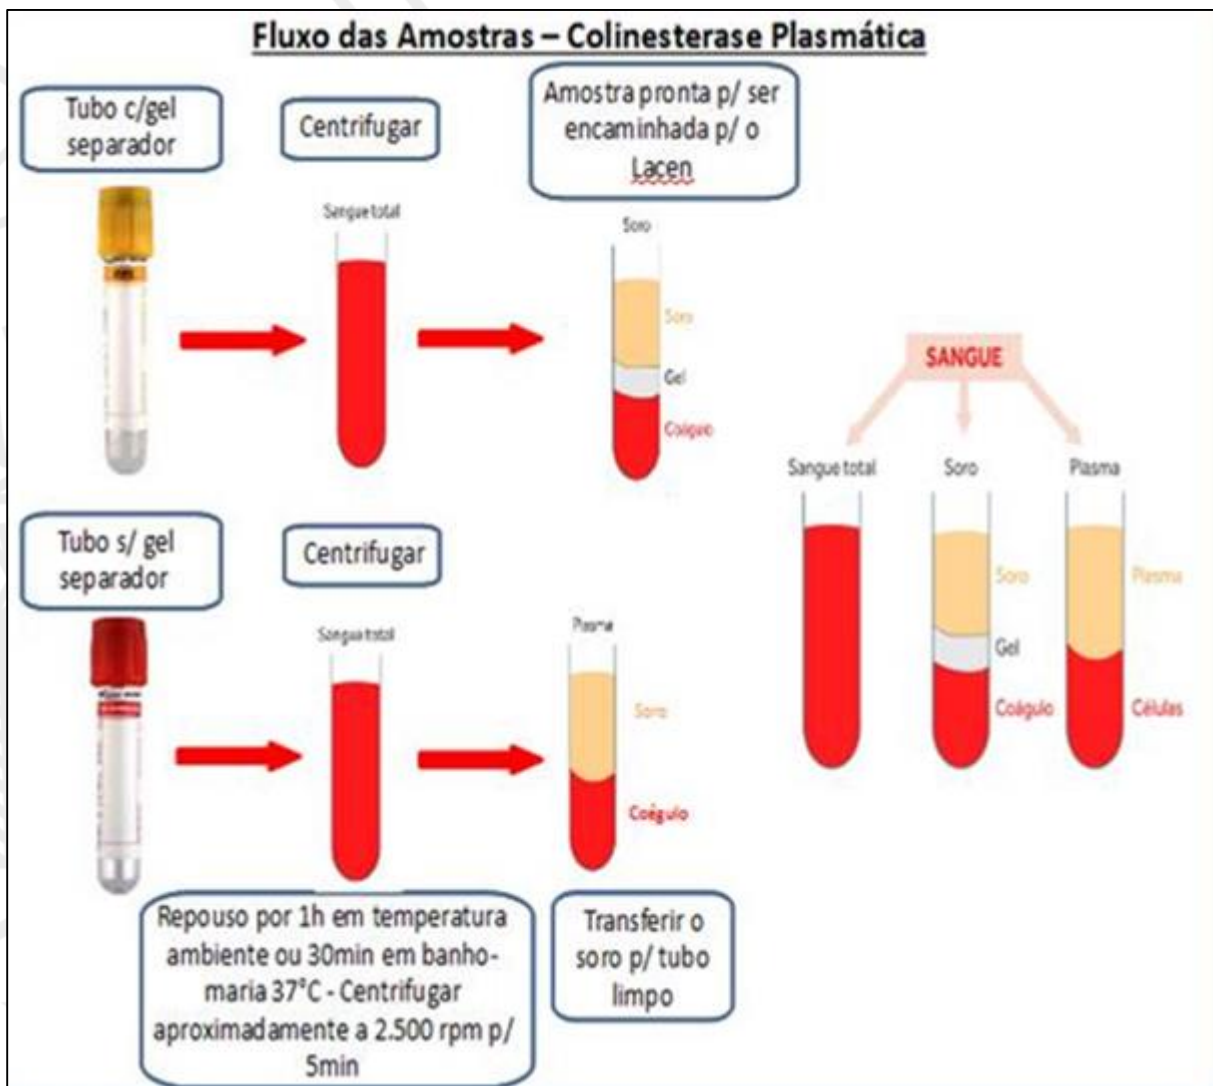 Fluxo das Amostras – Colinesterase Plasmática
Tubo c/gel
separador
Centrifugar
Amostra pronta p/ ser
encaminhada p/ o
Lacen
Sangue total
Soro
Soro
Gel
Coágulo
SANGUE
Sangue total
Soro
Plasma
Soro
Gel
Coágulo
Plasma
Células
Tubo s/ gel
separador
Centrifugar
Sangue total
Plasma
Soro
Coágulo
Repouso por 1h em temperatura
ambiente ou 30min em banho-
maria 37°C - Centrifugar
aproximadamente a 2.500 rpm p/
5min
Transferir o
soro p/ tubo
limpo